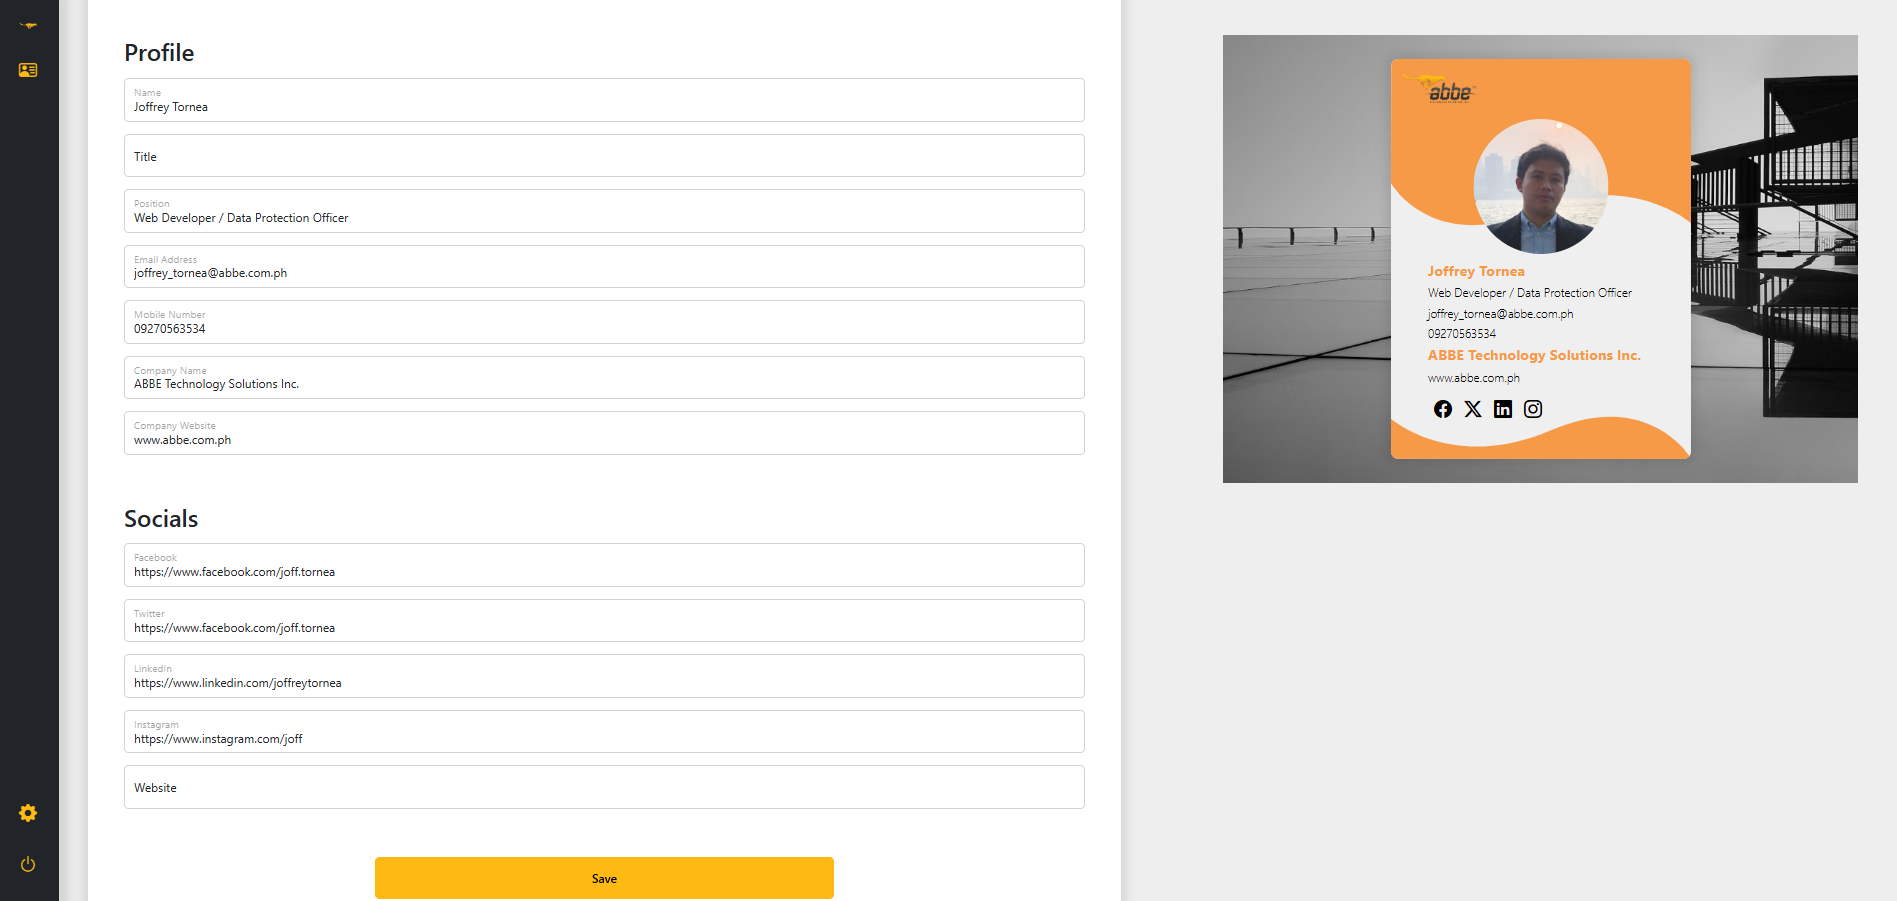 Profile
Name
Joffrey Tornea
Title
Position
Web Developer / Data Protection Officer
Email Address
joffrey_tornea@abbe.com.ph
Mobile Number
09270563534
Company Name
ABBE Technology Solutions Inc.
Company Website
www.abbe.com.ph
Socials
Facebook
https://www.facebook.com/joff.tornea
Twitter
https://www.facebook.com/joff.tornea
LinkedIn
https://www.linkedin.com/joffreytornea
Instagram
https://www.instagram.com/joff
Website
Save
abbe
Joffrey Tornea
Web Developer / Data Protection Officer
joffrey_tornea@abbe.com.ph
09270563534
ABBE Technology Solutions Inc.
www.abbe.com.ph